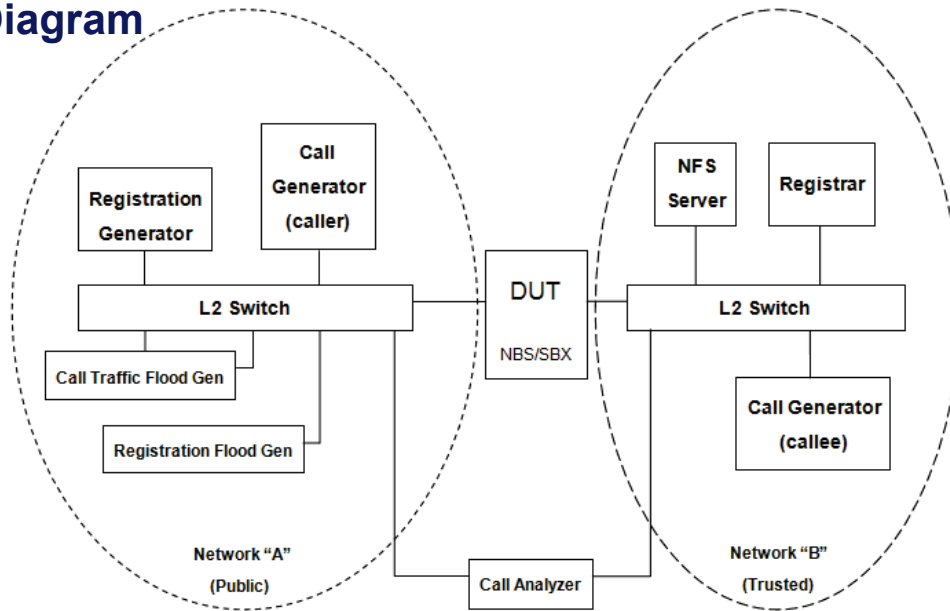 Diagram
Registration
Generator
Call
Generator
(caller)
L2 Switch
Call Traffic Flood Gen
Registration Flood Gen
Network “A”
(Public)
DUT
NBS/SBX
Call Analyzer
NFS
Server
Registrar
L2 Switch
Call Generator
(callee)
Network “B”
(Trusted)